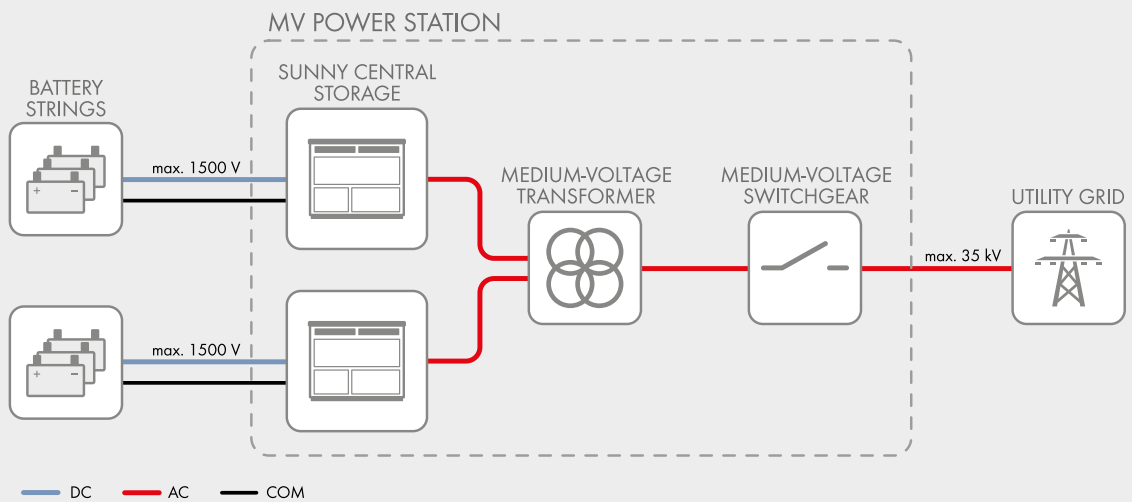 MV POWER STATION
BATTERY
STRINGS
SUNNY CENTRAL
STORAGE
max. 1500 V
MEDIUM-VOLTAGE
TRANSFORMER
MEDIUM-VOLTAGE
SWITCHGEAR
UTILITY GRID
max. 35 kV
max. 1500 V
DC
AC
COM